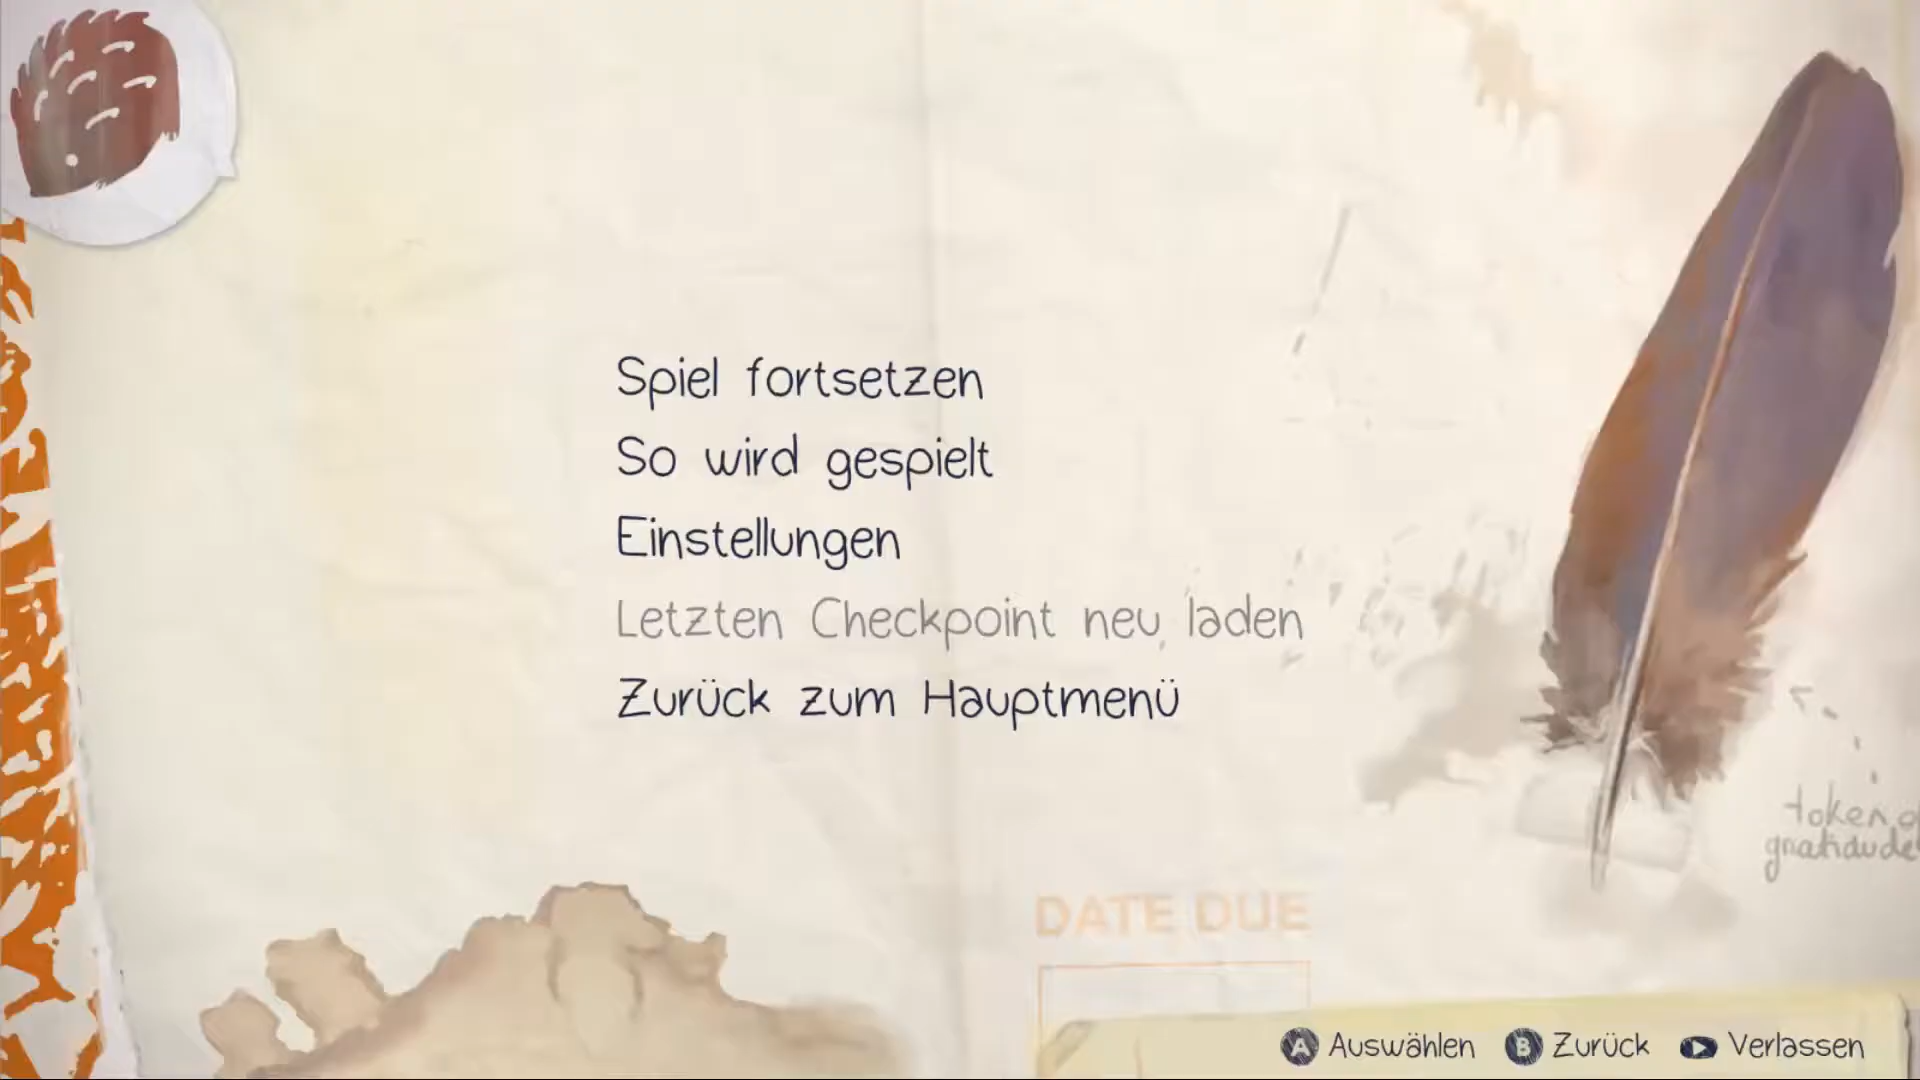 Spiel fortsetzen
So wird gespielt
Einstellungen
Letzten Checkpoint neu laden
Zurück zum Hauptmenü
token
DATE DUE
A Auswählen B Zurück Verlassen